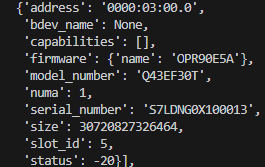 {'address': '0000:03:00.0',
'bdev_name': None,
'capabilities': [],
'firmware': {'name': 'OPR90E5A'},
'model_number': 'Q43EF30T',
'numa': 1,
'serial_number': 'S7LDNG0X100013',
'size': 30720827326464,
'slot_id': 5,
'status': -20}],